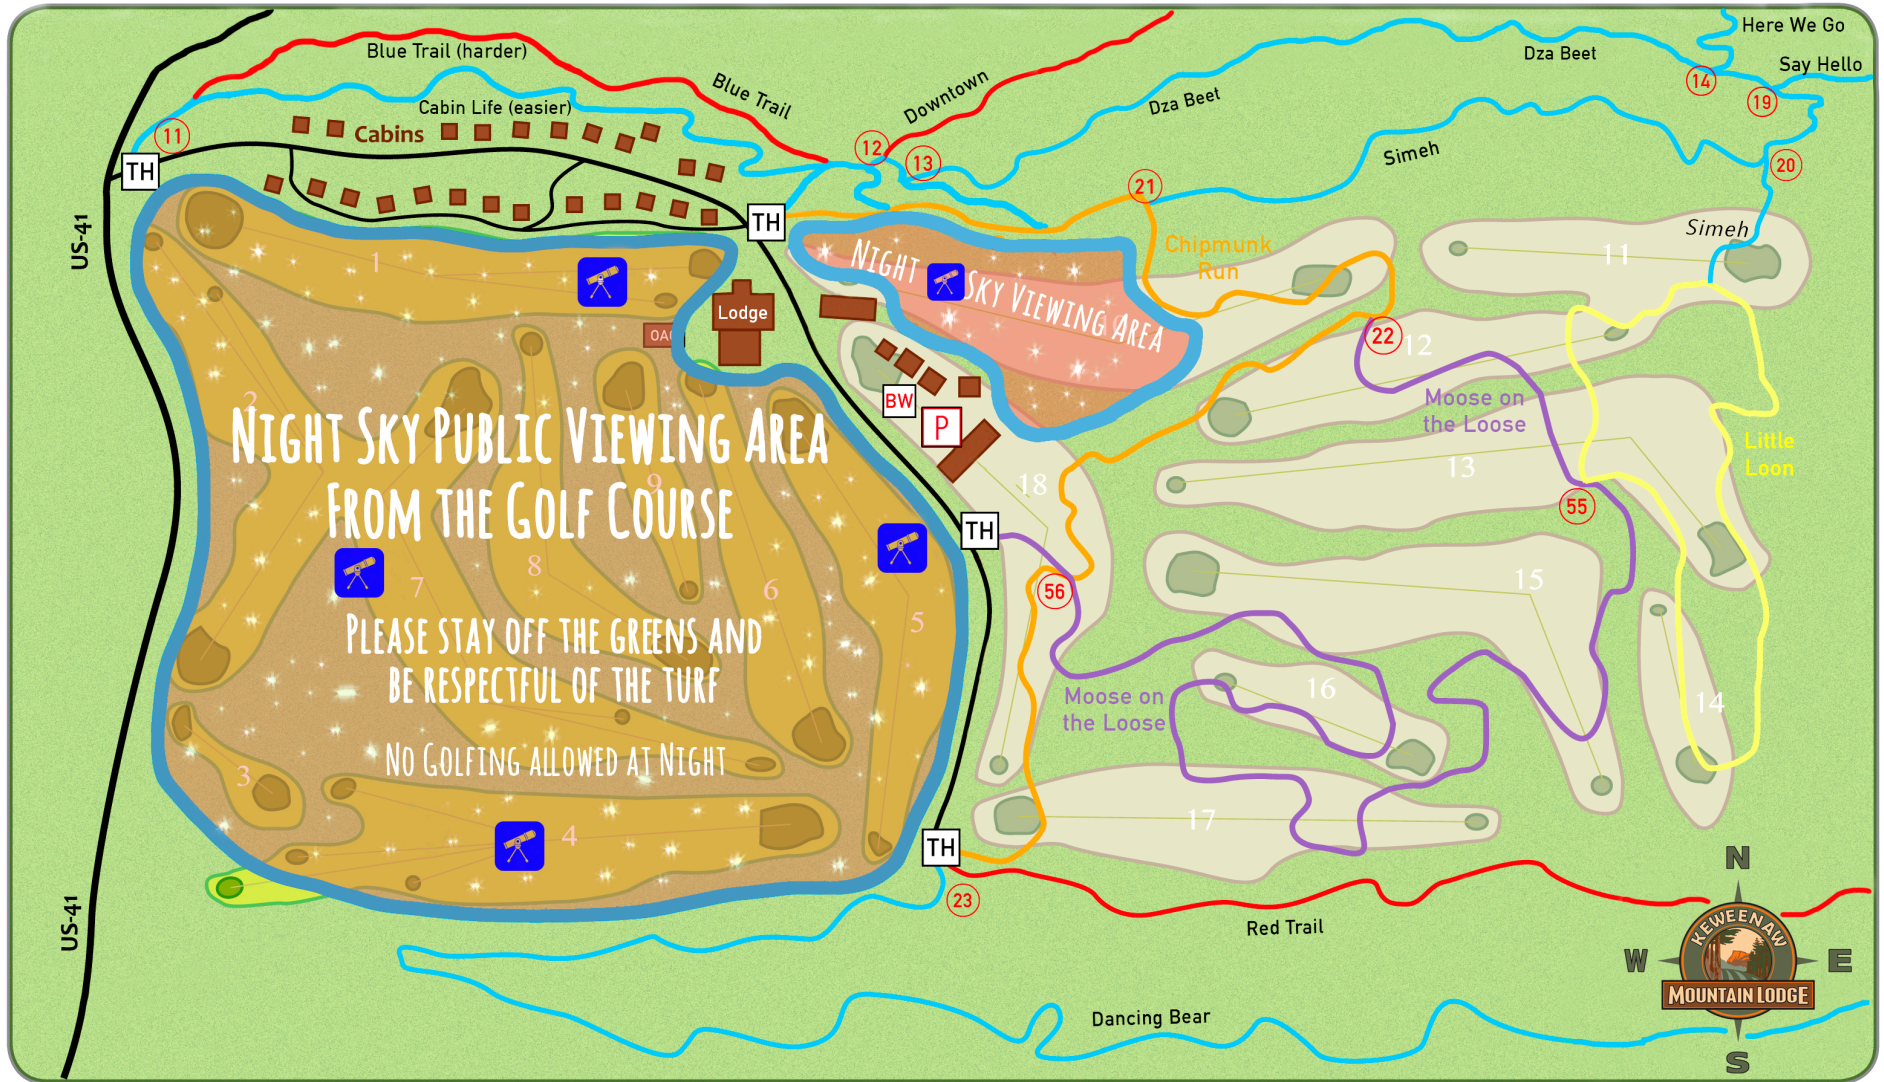 Here We Go
Blue Trail (harder)
Dza Beet
Say Hello
14
19
Blue Trail
Downtown
Dza Beet
Cabin Life (easier)
11
Cabins
12
13
Simeh
20
TH
21
TH
US-41
Simeh
Chipmunk
Run
11
1
Night Sky Viewing Area
Lodge
OAC
22
12
2
BW
P
Moose on
the Loose
Little
Loon
Night Sky Public Viewing Area
From the Golf Course
13
9
18
55
TH
8
7
6
5
56
15
Please stay off the greens and
be respectful of the turf
16
14
Moose on
the Loose
No Golfing allowed at Night
3
4
17
TH
23
US-41
Red Trail
N
W
E
S
KEWEENAW
MOUNTAIN LODGE
Dancing Bear